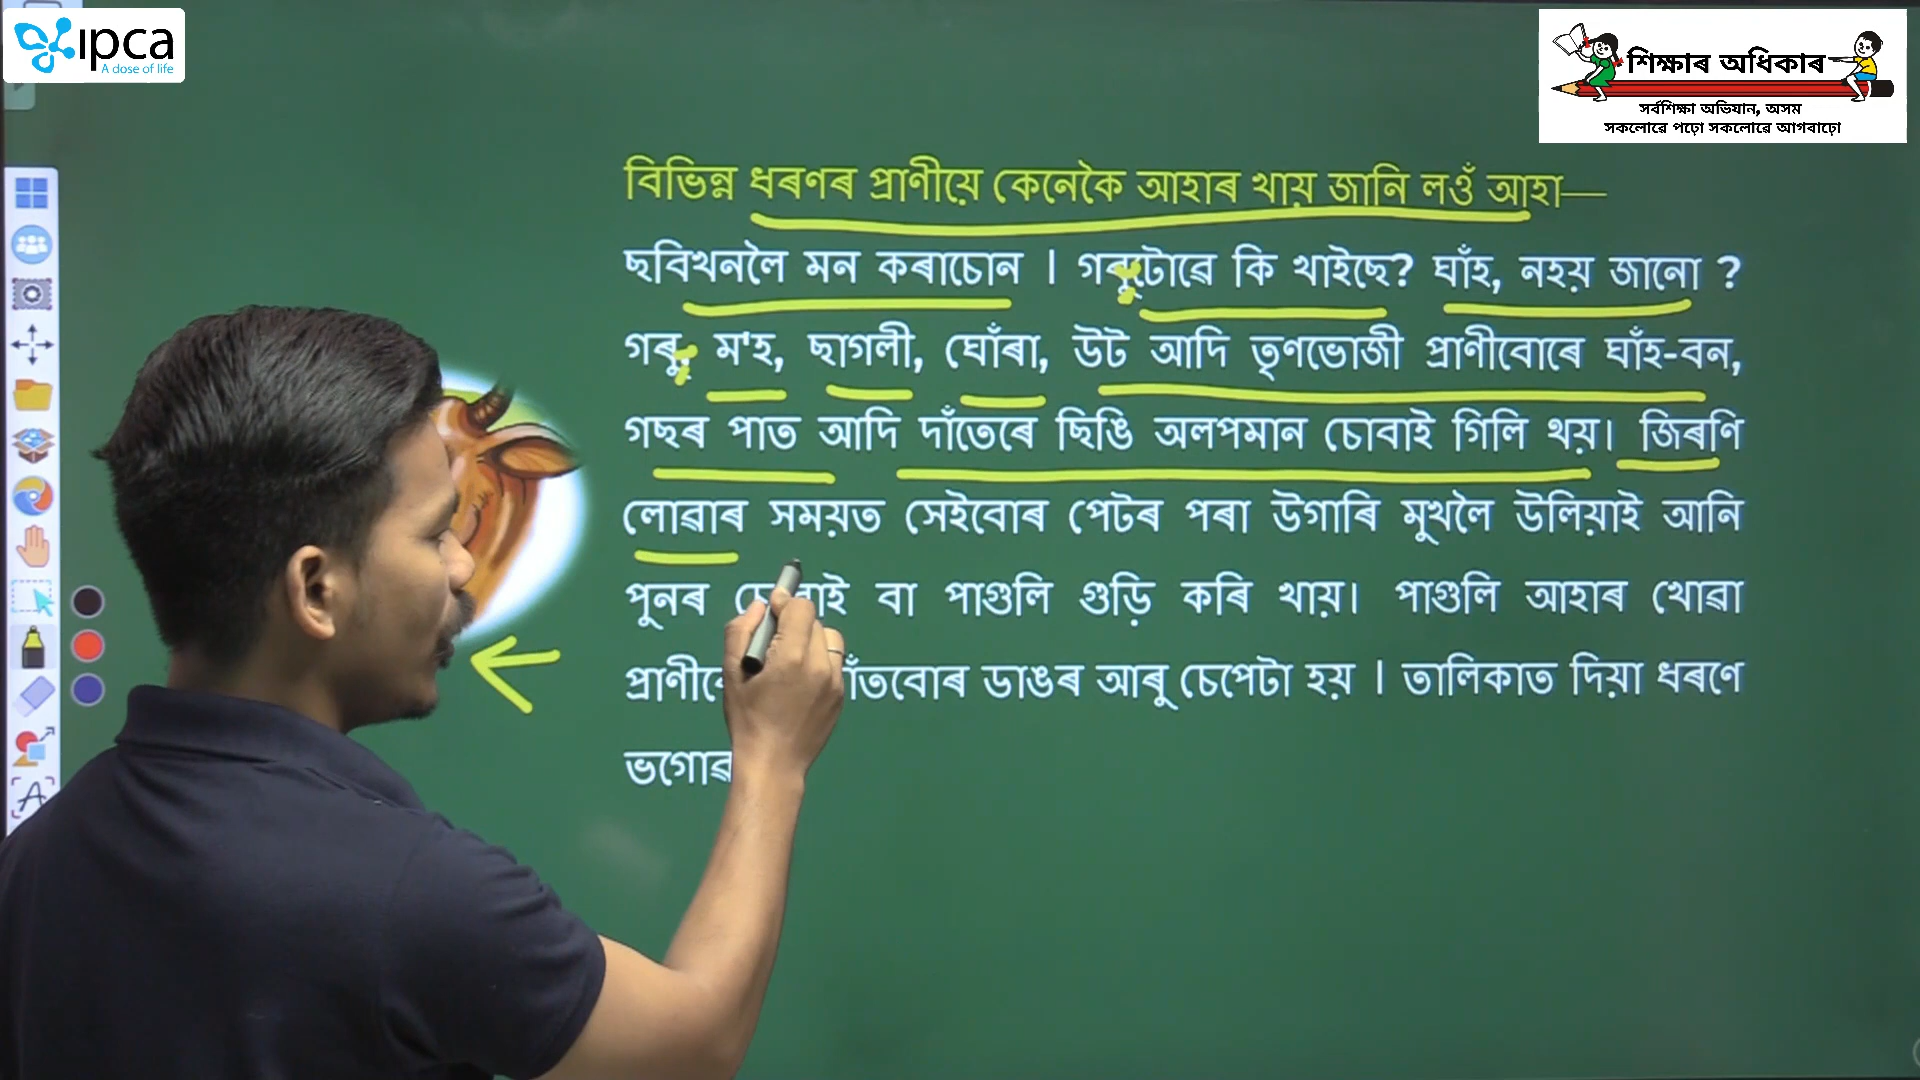 ipca
A dose of life
শিক্ষাৰ অধিকাৰ
সৰ্বশিক্ষা অভিযান, অসম
সকলোৱে পঢ়ো সকলোৱে আগবাঢ়ো
বিভিন্ন ধৰণৰ প্ৰাণীয়ে কেনেকৈ আহাৰ খায় জানি লওঁ আহা—
ছবিখনলৈ মন কৰাচোন । গৰুটোৱে কি খাইছে? ঘাঁহ, নহয় জানো ?
গৰু, ম'হ, ছাগলী, ঘোঁৰা, উট আদি তৃণভোজী প্ৰাণীবোৰে ঘাঁহ-বন,
গছৰ পাত আদি দাঁতেৰে ছিঙি অলপমান চোবাই গিলি থয়। জিৰণি
লোৱাৰ সময়ত সেইবোৰ পেটৰ পৰা উগাৰি মুখলৈ উলিয়াই আনি
পুনৰ বা পাগুলি গুড়ি কৰি খায়। পাগুলি আহাৰ খোৱা
ডাঙৰ আৰু চেপেটা হয় । তালিকাত দিয়া ধৰণে